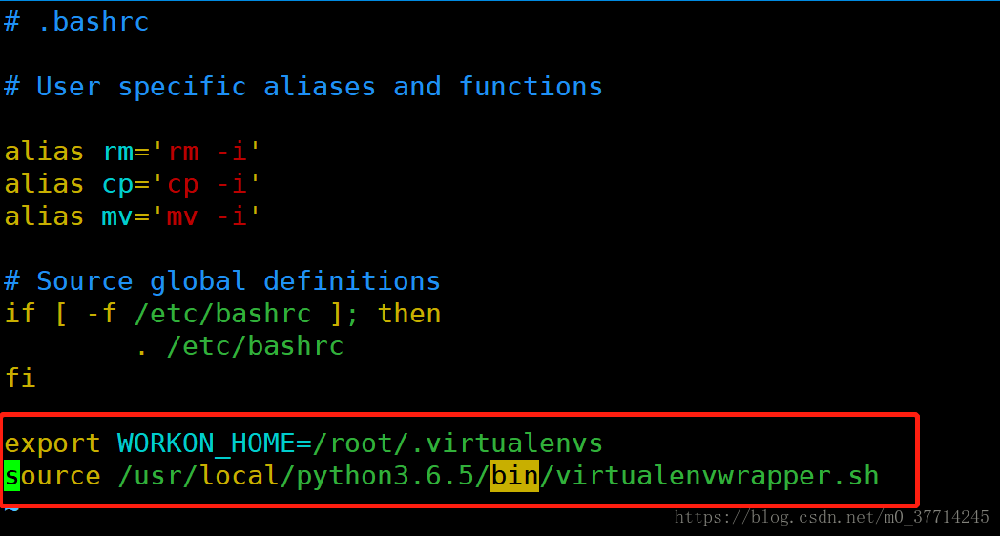 # .bashrc
# User specific aliases and functions
alias rm='rm -i'
alias cp='cp -i'
alias mv='mv -i'
# Source global definitions
if [ -f /etc/bashrc ]; then
. /etc/bashrc
fi
export WORKON_HOME=/root/.virtualenvs
source /usr/local/python3.6.5/bin/virtualenvwrapper.sh
~
https://blog.csdn.net/m0_37714245